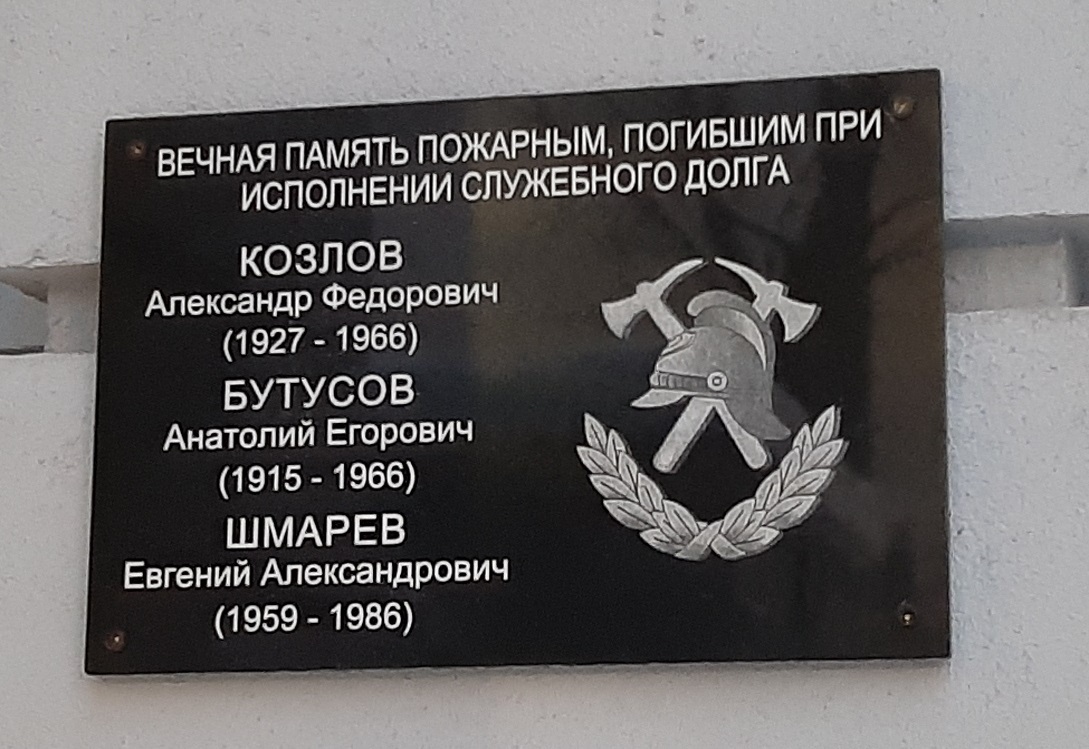 ВЕЧНАЯ ПАМЯТЬ ПОЖАРНЫМ, ПОГИБШИМ ПРИ
ИСПОЛНЕНИИ СЛУЖЕБНОГО ДОЛГА
КОЗЛОВ
Александр Федорович
(1927 - 1966)
БУТУСОВ
Анатолий Егорович
(1915 - 1966)
ШМАРЕВ
Евгений Александрович
(1959 - 1986)